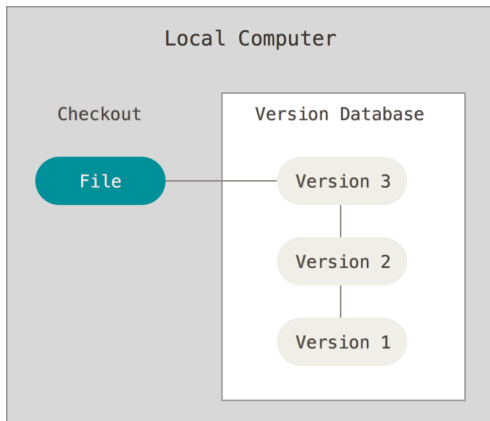 Local Computer
Checkout
Version Database
File
Version 3
Version 2
Version 1